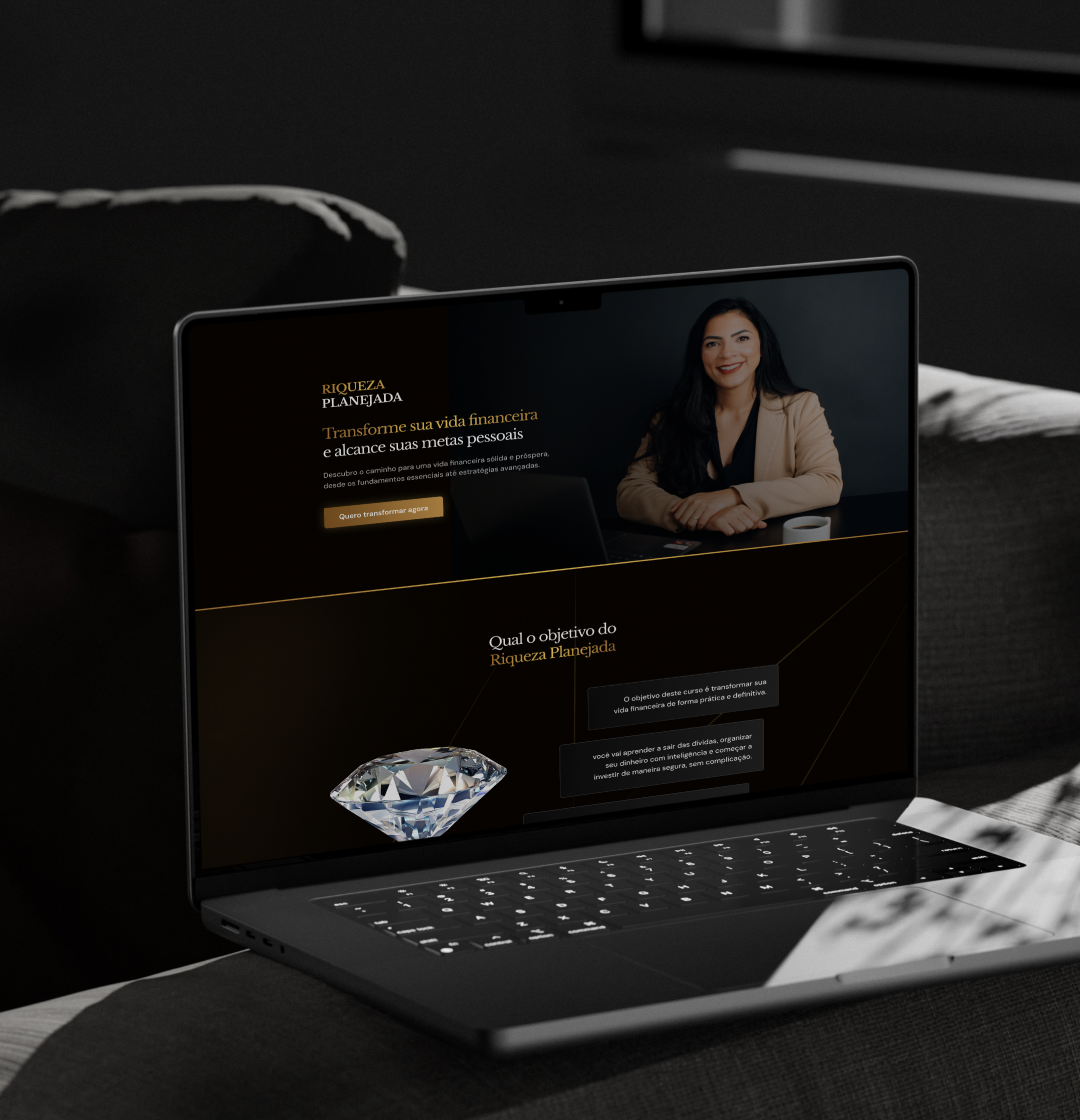 RIQUEZA
PLANEJADA
Transforme sua vida financeira
e alcance suas metas pessoais
Descubra o caminho para uma vida financeira sólida e próspera,
desde os fundamentos essenciais até estratégias avançadas.
Quero transformar agora
Qual o objetivo do
Riqueza Planejada
O objetivo deste curso é transformar sua
vida financeira de forma prática e definitiva.
você vai aprender a sair das dívidas, organizar
seu dinheiro com inteligência e começar a
investir de maneira segura, sem complicação.